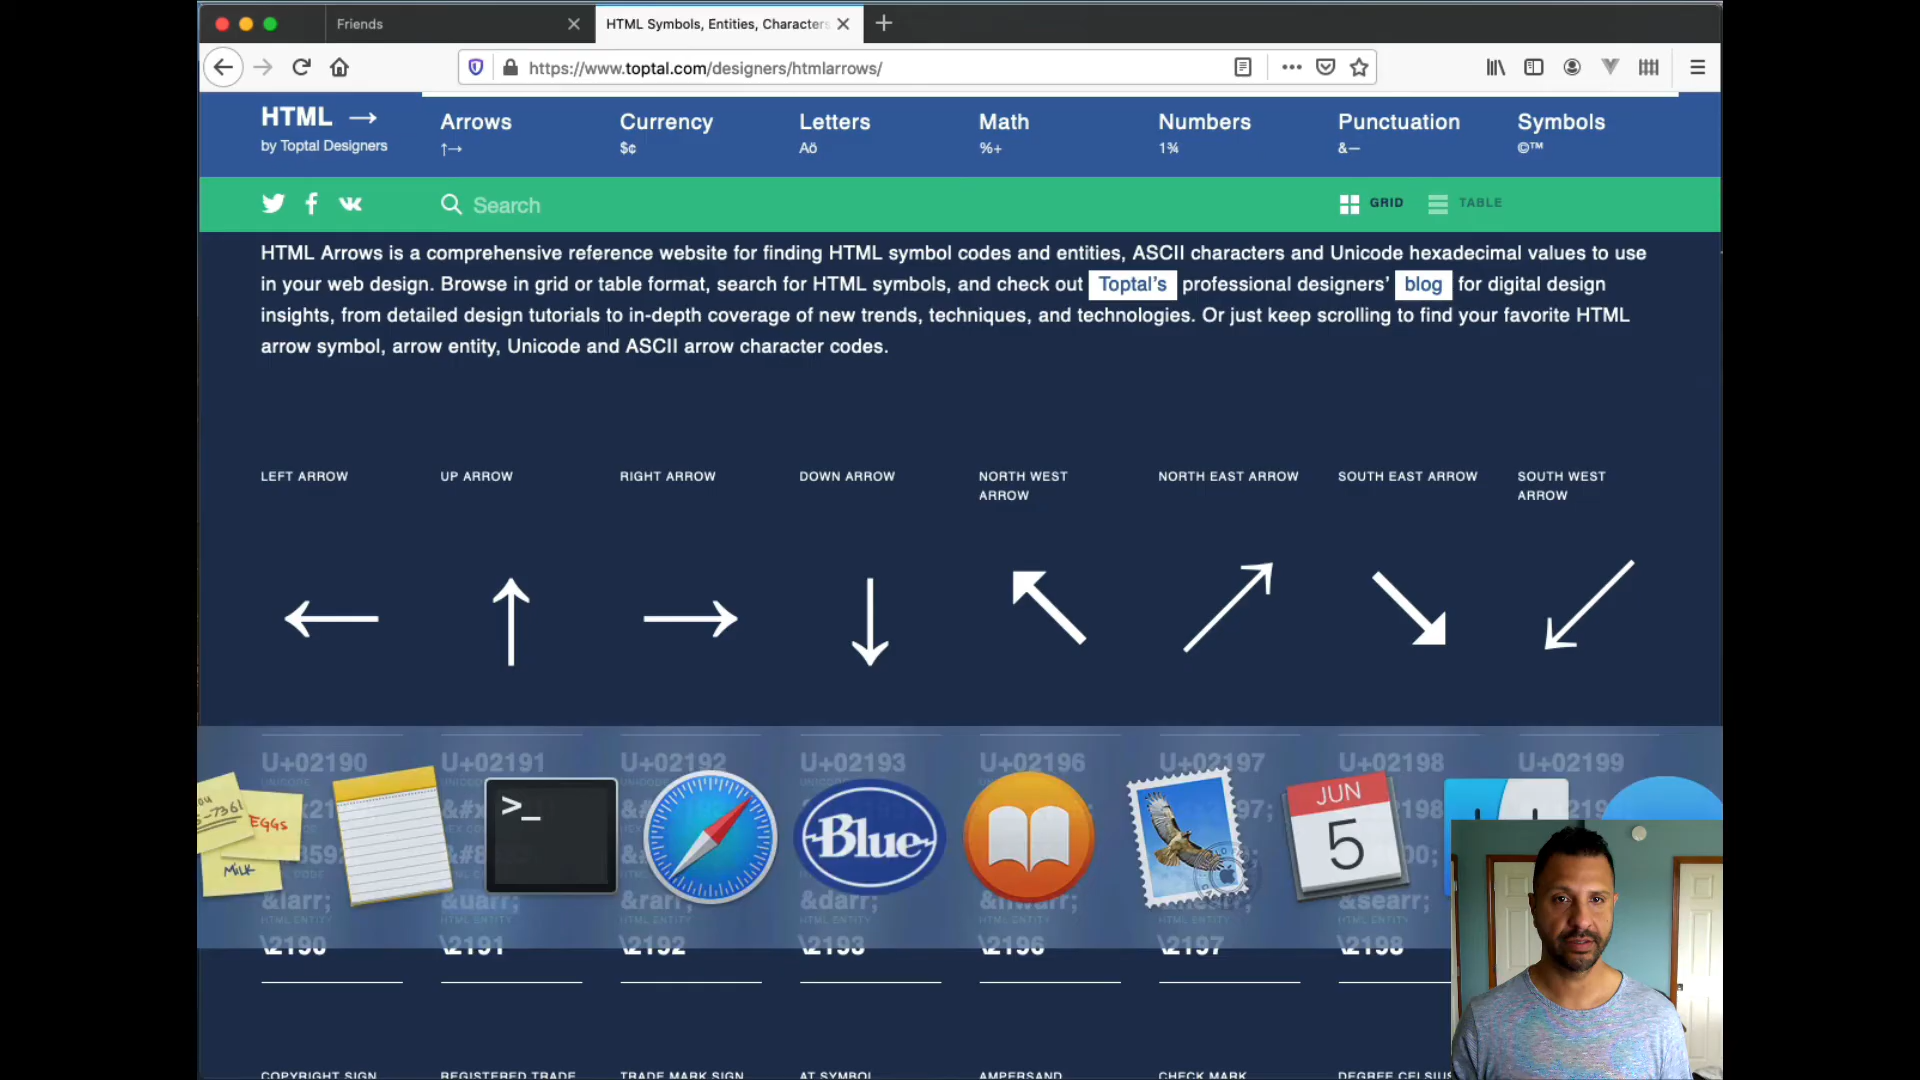 Friends
HTML Symbols, Entities, Characters
https://www.toptal.com/designers/htmlarrows/
HTML →
by Toptal Designers
Arrows
↑→
Currency
$¢
Letters
Aö
Math
%+
Numbers
1¾
Punctuation
&—
Symbols
©™
Search
GRID
TABLE
HTML Arrows is a comprehensive reference website for finding HTML symbol codes and entities, ASCII characters and Unicode hexadecimal values to use
in your web design. Browse in grid or table format, search for HTML symbols, and check out Toptal's professional designers’ blog for digital design
insights, from detailed design tutorials to in-depth coverage of new trends, techniques, and technologies. Or just keep scrolling to find your favorite HTML
arrow symbol, arrow entity, Unicode and ASCII arrow character codes.
LEFT ARROW
UP ARROW
RIGHT ARROW
DOWN ARROW
NORTH WEST
ARROW
NORTH EAST ARROW
SOUTH EAST ARROW
SOUTH WEST
ARROW
← ↑ → ↓ ↖ ↗ ↘ ↙
U+02190
U+02191
U+02192
U+02193
U+02196
U+02197
U+02198
U+02199
EGGS
MILK
>_
Blue
JUN
5
&larr;
&uarr;
&rarr;
&darr;
&searr;
HTML ENTITY
\2190
\2191
\2192
\2193
\2196
\2197
\2198
COPYRIGHT SIGN
REGISTERED TRADE
TRADE MARK SIGN
AT SYMBOL
AMPERSAND
CHECK MARK
DEGREE CELSIUS